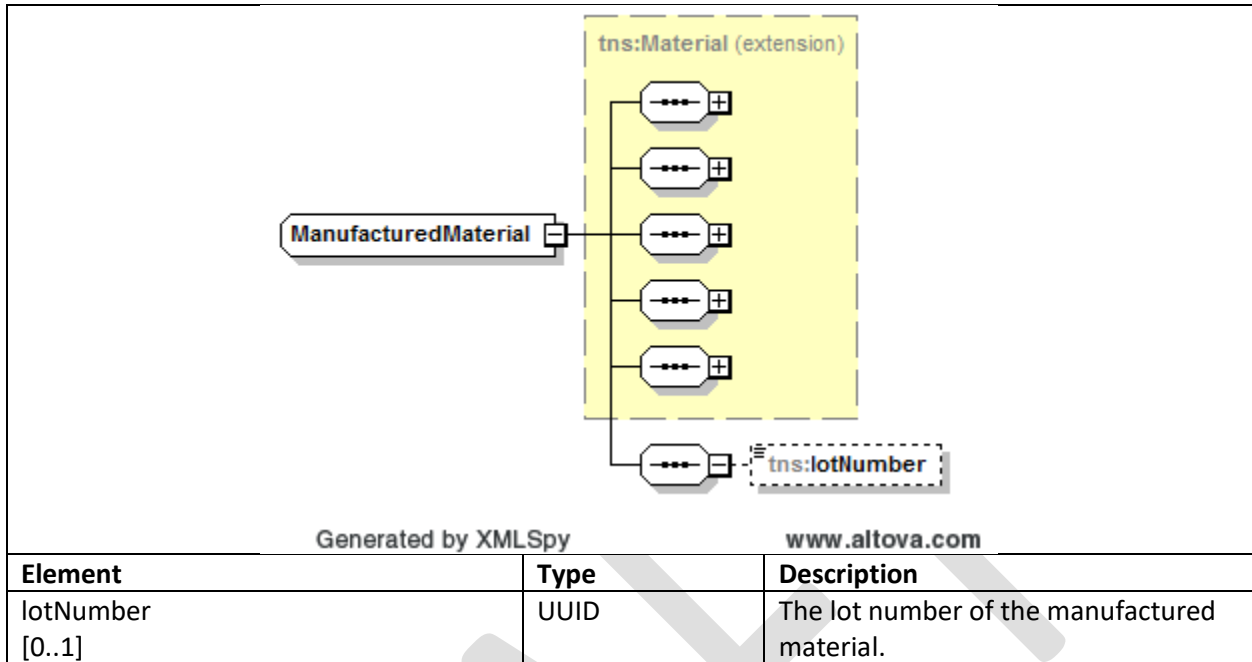 tns:Material (extension)
ManufacturedMaterial
tns:lotNumber
Generated by XMLSpy www.altova.com
Element Type Description
lotNumber UUID The lot number of the manufactured
[0..1] material.